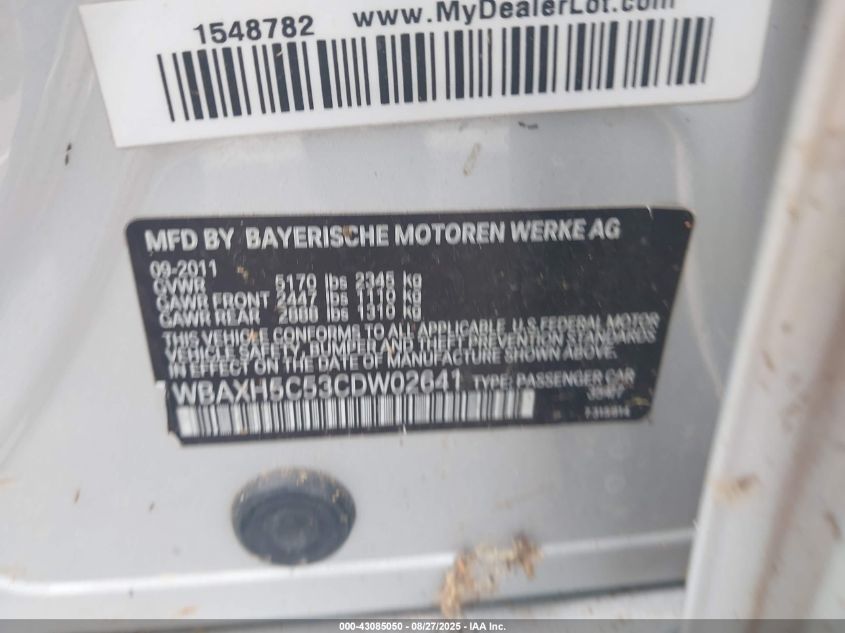 www.MyDealerLot.com
1548782
MFD BY BAYERISCHE MOTOREN WERKE AG
09-2011
GVWR 5170 lbs 2345 kg
GAWR FRONT 2447 lbs 1110 kg
GAWR REAR 2888 lbs 1310 kg
THIS VEHICLE CONFORMS TO ALL APPLICABLE U.S. FEDERAL MOTOR
VEHICLE SAFETY, BUMPER AND THEFT PREVENTION STANDARDS
IN EFFECT ON THE DATE OF MANUFACTURE SHOWN ABOVE.
WBAXH5C53CDW02641 TYPE: PASSENGER CAR
000-43085050 - 08/27/2025 - IAA Inc.